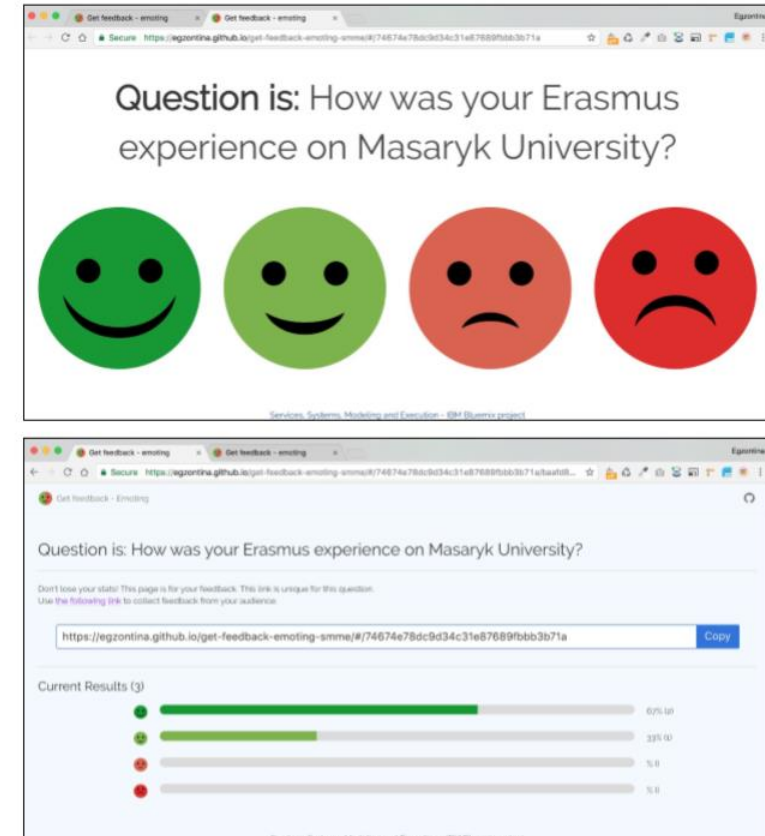 Get feedback - emoting
Get feedback - emoting
Secure https://egzontina.github.io/get-feedback-emoting-smme/#/74674e78dc9d34c31e87689fbbb3b71a
Question is: How was your Erasmus
experience on Masaryk University?
Services, Systems, Modeling and Execution - IBM Bluemix project
Get feedback - emoting
Get feedback - emoting
Secure
Get feedback - Emoting
Question is: How was your Erasmus experience on Masaryk University?
Don't lose your stats! This page is for your feedback. This link is unique for this question.
Use the following link to collect feedback from your audience:
https://egzontina.github.io/get-feedback-emoting-smme/#/74674e78dc9d34c31e87689fbbb3b71a
Copy
Current Results (3)
67% (2)
33% (1)
% ()
% ()